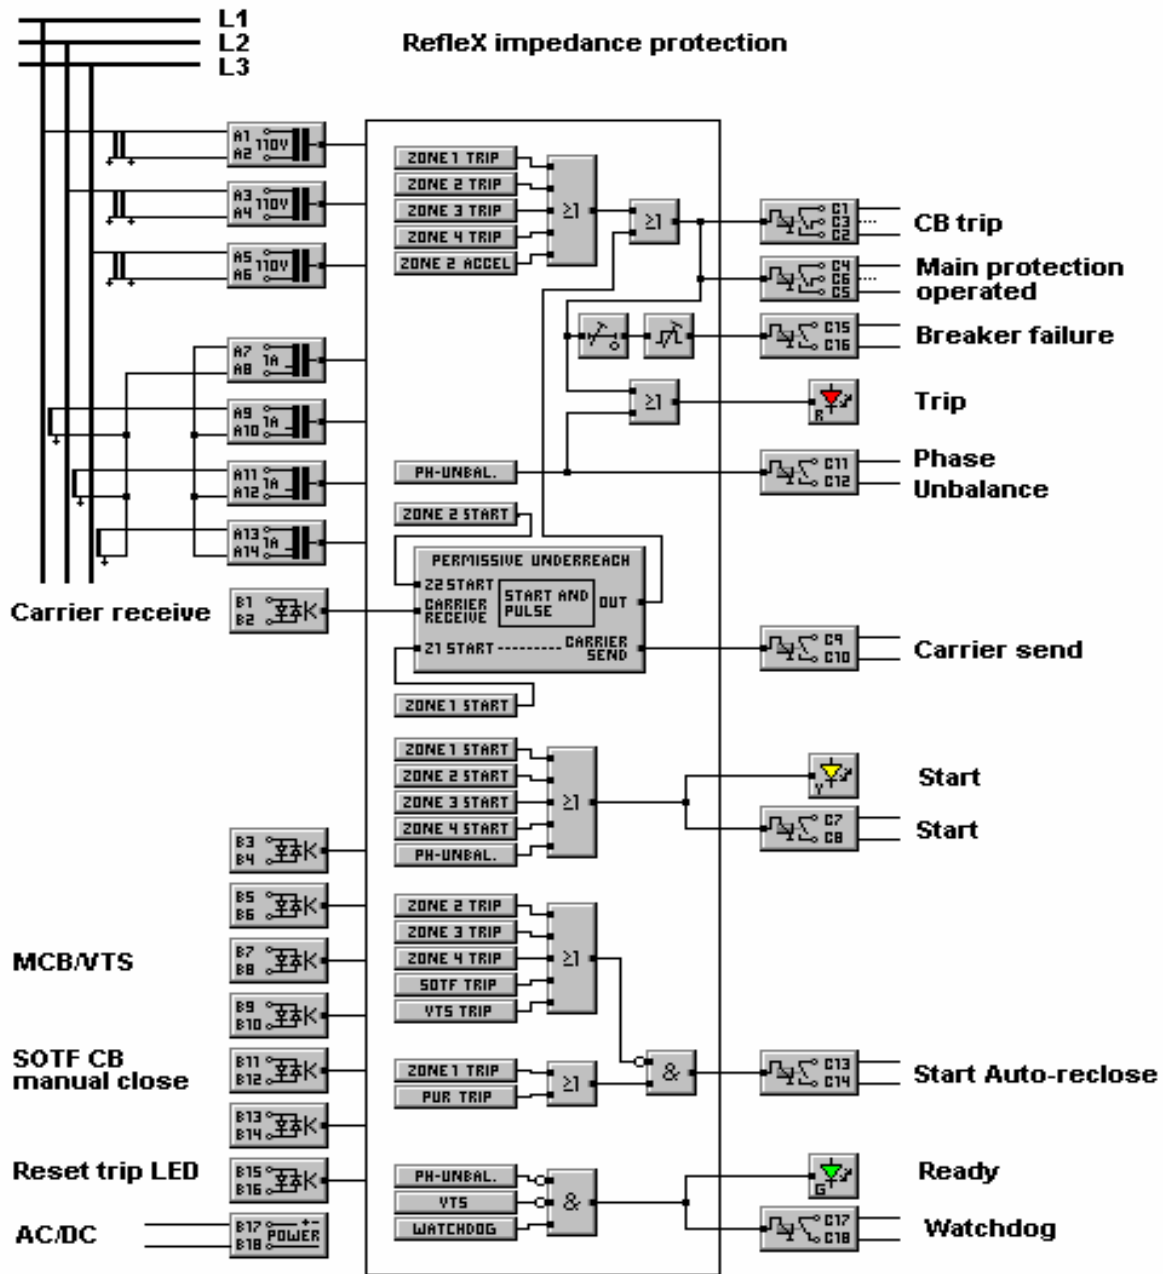 L1
L2
L3
RefleX impedance protection
A1 A2 110V
A3 A4 110V
A5 A6 110V
A7 A8 1A
A9 A10 1A
A11 A12 1A
A13 A14 1A
ZONE 1 TRIP
ZONE 2 TRIP
ZONE 3 TRIP
ZONE 4 TRIP
ZONE 2 ACCEL
≥1
≥1
C1
C3
C2
CB trip
C4
C6
C5
Main protection
operated
C15
C16
Breaker failure
≥1
R
Trip
PH-UNBAL.
C11
C12
Phase
Unbalance
ZONE 2 START
PERMISSIVE UNDERREACH
Z2 START
CARRIER
RECEIVE
START AND
PULSE
OUT
Z1 START
CARRIER
SEND
Carrier receive
B1
B2
C9
C10
Carrier send
ZONE 1 START
ZONE 1 START
ZONE 2 START
ZONE 3 START
ZONE 4 START
PH-UNBAL.
≥1
Y
Start
C7
C8
Start
B3
B4
B5
B6
MCB/VTS
B7
B8
B9
B10
SOTF CB
manual close
B11
B12
B13
B14
Reset trip LED
B15
B16
AC/DC
B17
B18
+ -
POWER
ZONE 2 TRIP
ZONE 3 TRIP
ZONE 4 TRIP
SOTF TRIP
VTS TRIP
≥1
ZONE 1 TRIP
PUR TRIP
≥1
&
C13
C14
Start Auto-reclose
PH-UNBAL.
VTS
WATCHDOG
&
G
Ready
C17
C18
Watchdog